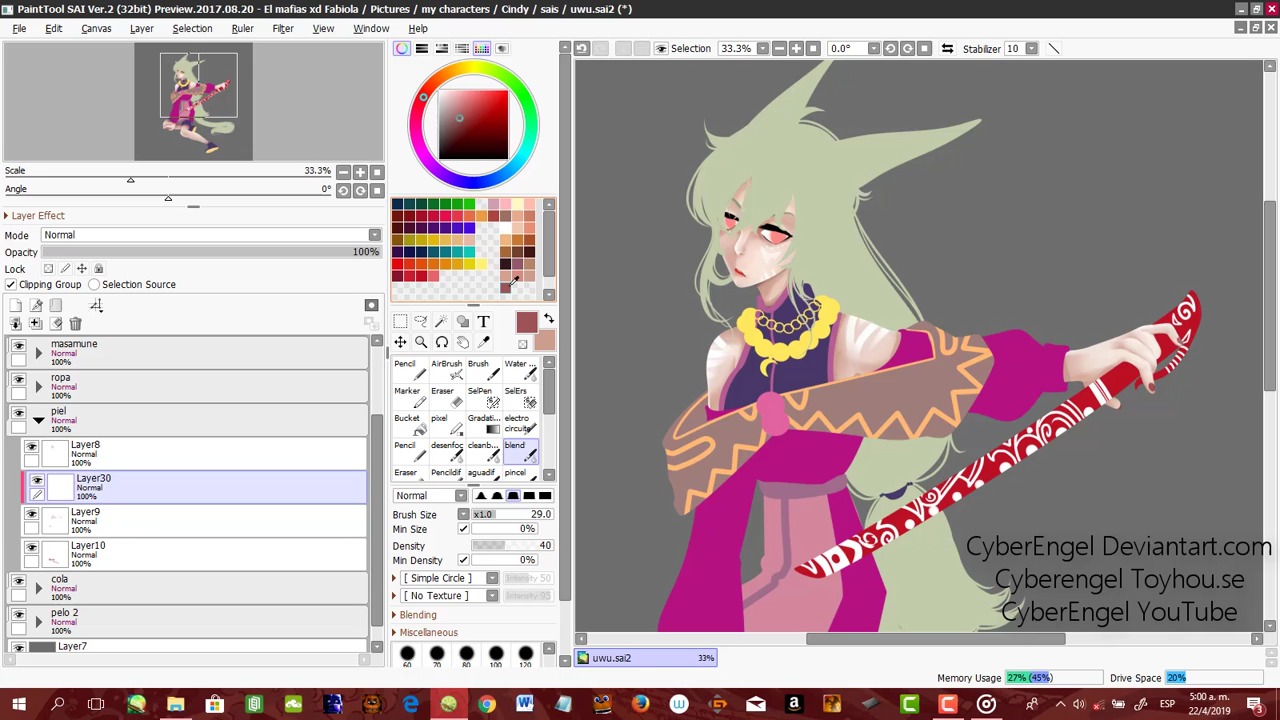 PaintTool SAI Ver.2 (32bit) Preview.2017.08.20 - El mafias xd Fabiola / Pictures / my characters / Cindy / sais / uwu.sai2 (*)
File Edit Canvas Layer Selection Ruler Filter View Window Help
Selection 33.3% 0.0° Stabilizer 10
Scale 33.3%
Angle 0°
Layer Effect
Mode Normal
Opacity 100%
Lock
Clipping Group Selection Source
masamune
Normal
100%
ropa
Normal
100%
piel
Normal
100%
Layer8
Normal
100%
Layer30
Normal
100%
Layer9
Normal
100%
Layer10
Normal
100%
cola
Normal
100%
pelo 2
Normal
100%
Layer7
T
Pencil AirBrush Brush Water ...
Marker Eraser SelPen SelErs
Bucket pixel Gradati... electro circuito
Pencil desenfoc cleanb... blend
Eraser Pencildif aguadif pincel
Normal
Brush Size x1.0 29.0
Min Size 0%
Density 40
Min Density 0%
[ Simple Circle ] Intensity 50
[ No Texture ] Intensity 95
Blending
Miscellaneous
60 70 80 100 120
CyberEngel Deviantart.com
Cyberengel Toyhou.se
CyberEngel YouTube
uwu.sai2 33%
Memory Usage 27% (45%) Drive Space 20%
ESP 5:00 a.m.
22/4/2019 3